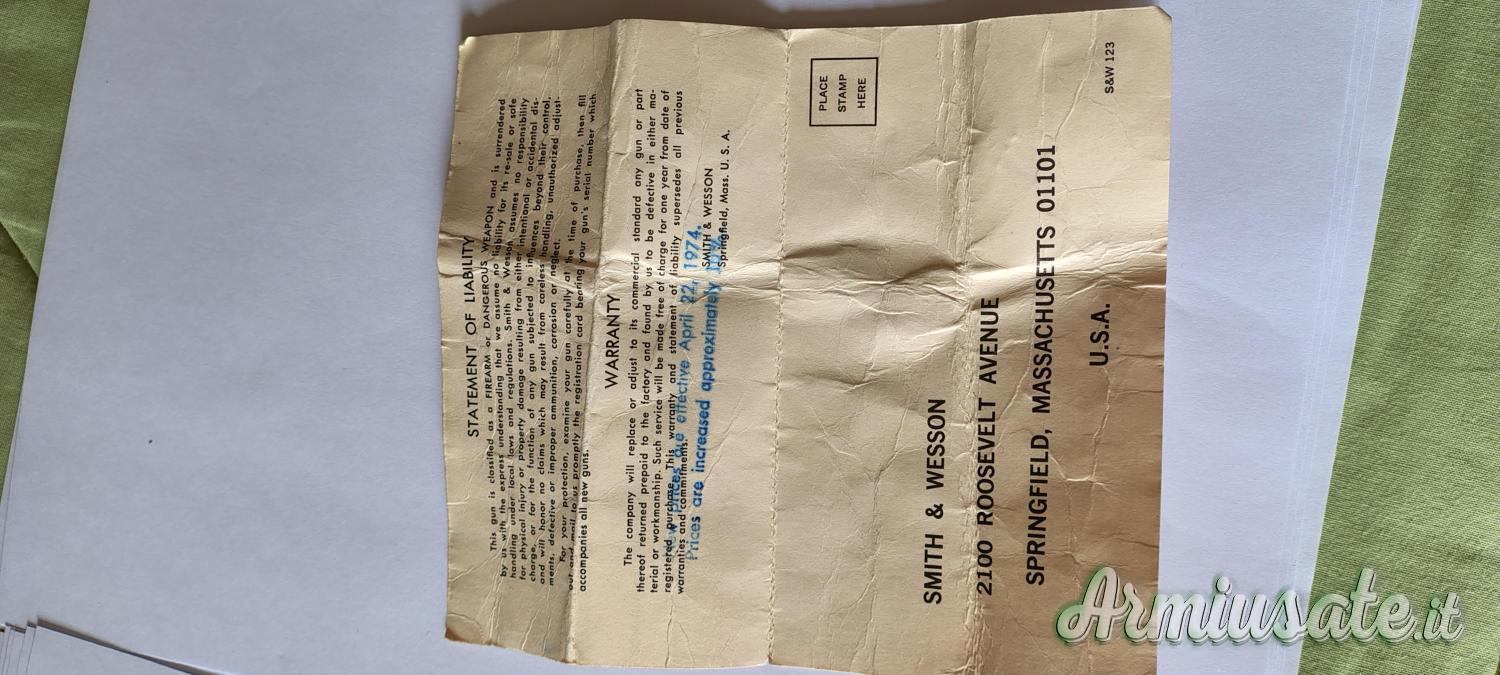 STATEMENT OF LIABILITY
This gun is classified as a FIREARM or DANGEROUS WEAPON and is surrendered
by us with the express understanding that we assume no liability for its re-sale or safe
handling under local laws and regulations. Smith & Wesson assumes no responsibility
for physical injury or property damage resulting from either intentional or accidental dis-
charge, or for the function of any gun subjected to influences beyond their control,
and will honor no claims which may result from careless handling, unauthorized adjust-
ments, defective or improper ammunition, corrosion or neglect.
For your protection, examine your gun carefully at the time of purchase, then fill
out and mail to us promptly the registration card bearing your gun's serial number which
accompanies all new guns.
WARRANTY
The company will replace or adjust to its commercial standard any gun or part
thereof returned prepaid to the factory and found by us to be defective in either ma-
terial or workmanship. Such service will be made free of charge for one year from date of
registered purchase. This warranty and statement of liability supersedes all previous
warranties and commitments.
SMITH & WESSON
Springfield, Mass. U. S. A.
prices are effective April 22, 1974.
Prices are increased approximately
PLACE
STAMP
HERE
SMITH & WESSON
2100 ROOSEVELT AVENUE
SPRINGFIELD, MASSACHUSETTS 01101
U.S.A.
S&W 123
Armiusate.it